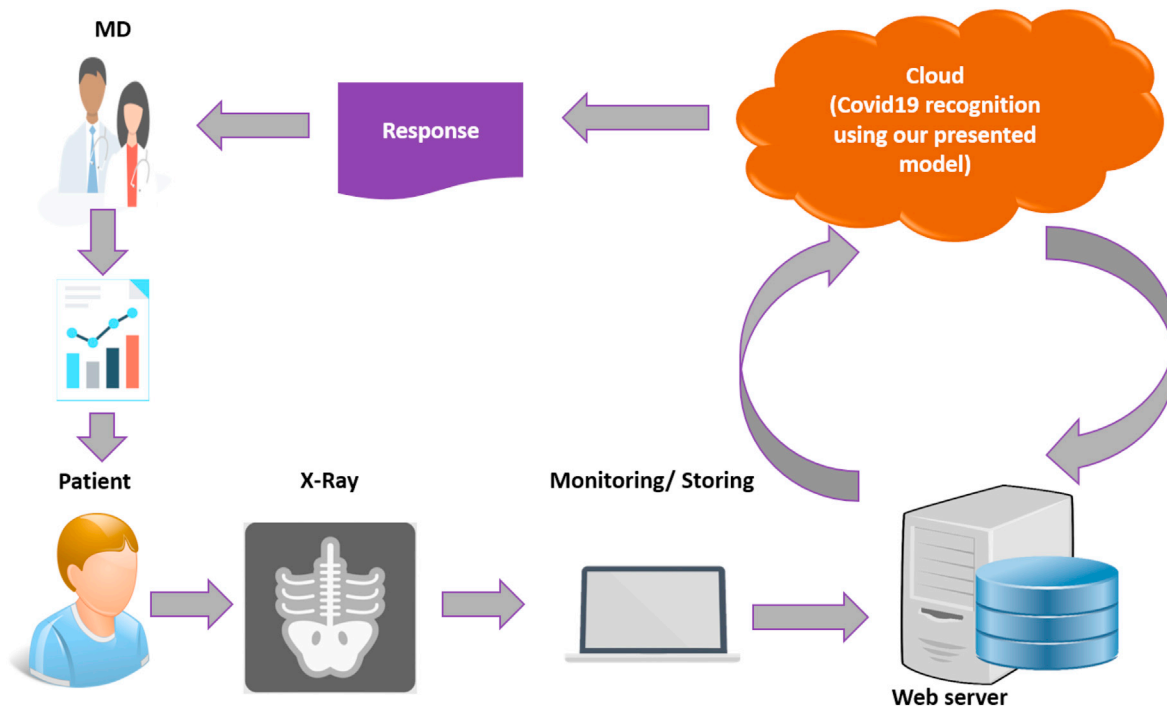 MD
Response
Cloud
(Covid19 recognition
using our presented
model)
Patient
X-Ray
Monitoring/ Storing
Web server